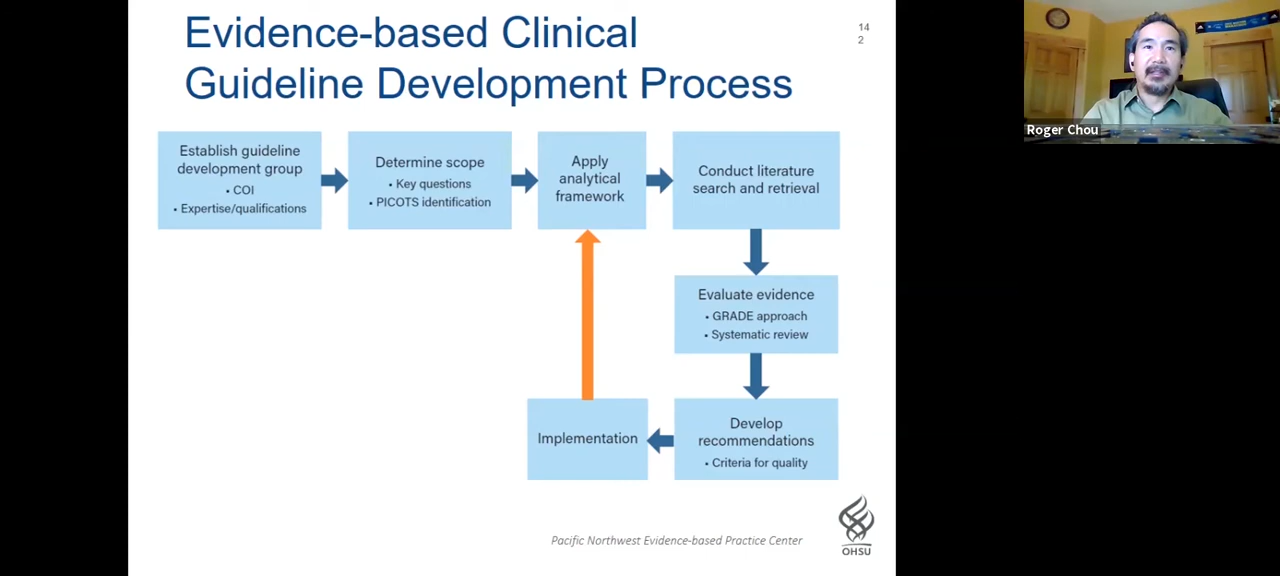 Evidence-based Clinical
Guideline Development Process
14
2
Roger Chou
Establish guideline
development group
• COI
• Expertise/qualifications
Determine scope
• Key questions
• PICOTS identification
Apply
analytical
framework
Conduct literature
search and retrieval
Evaluate evidence
• GRADE approach
• Systematic review
Develop
recommendations
• Criteria for quality
Implementation
Pacific Northwest Evidence-based Practice Center
OHSU